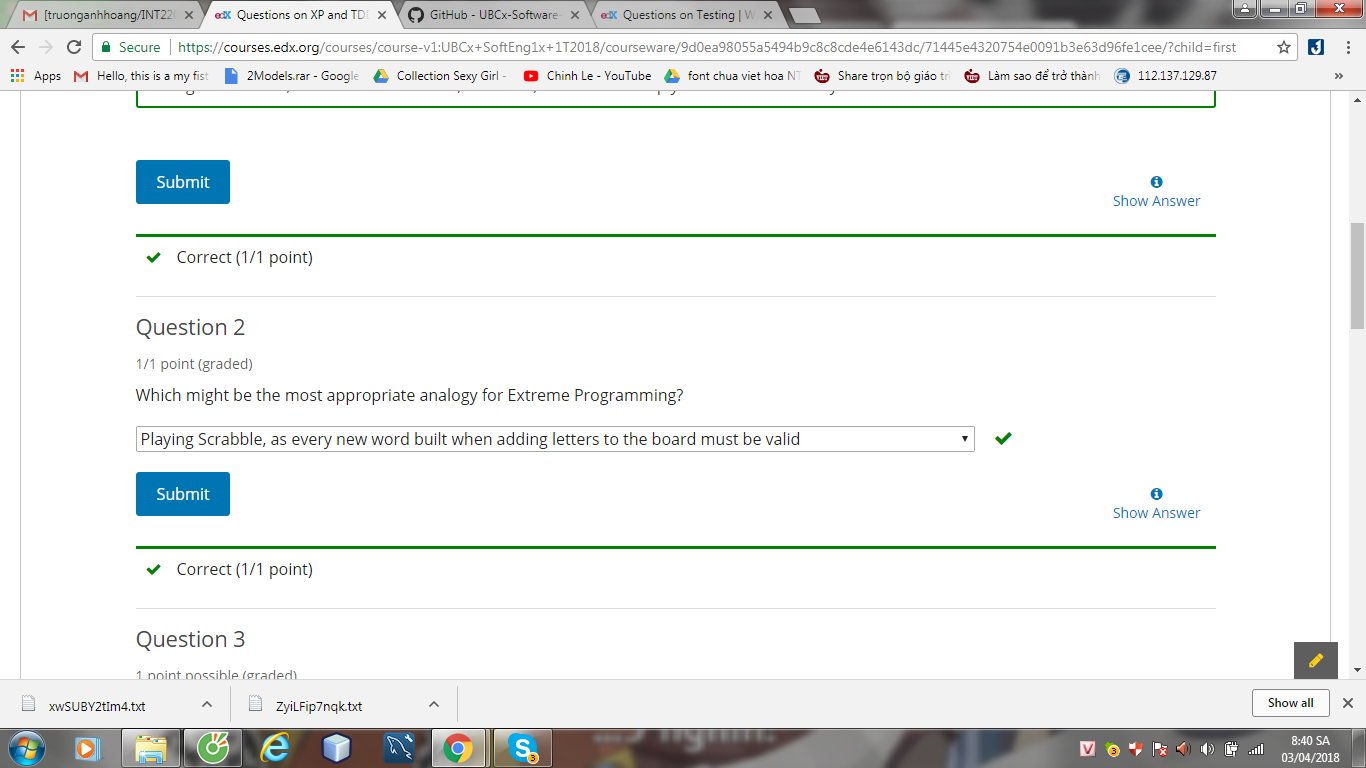 [truonganhhoang/INT22
Questions on XP and TD
GitHub - UBCx-Software-
Questions on Testing | W
Secure
https://courses.edx.org/courses/course-v1:UBCx+SoftEng1x+1T2018/courseware/9d0ea98055a5494b9c8c8cde4e6143dc/71445e4320754e0091b3e63d96fe1cee/?child=first
Apps
Hello, this is a my fist
2Models.rar - Google
Collection Sexy Girl -
Chinh Le - YouTube
font chua viet hoa NT
Share trọn bộ giáo tri
Làm sao để trở thành
112.137.129.87
Submit
Show Answer
Correct (1/1 point)
Question 2
1/1 point (graded)
Which might be the most appropriate analogy for Extreme Programming?
Playing Scrabble, as every new word built when adding letters to the board must be valid
Submit
Show Answer
Correct (1/1 point)
Question 3
1 point possible (graded)
xwSUBY2tIm4.txt
ZyiLFip7nqk.txt
Show all
8:40 SA
03/04/2018